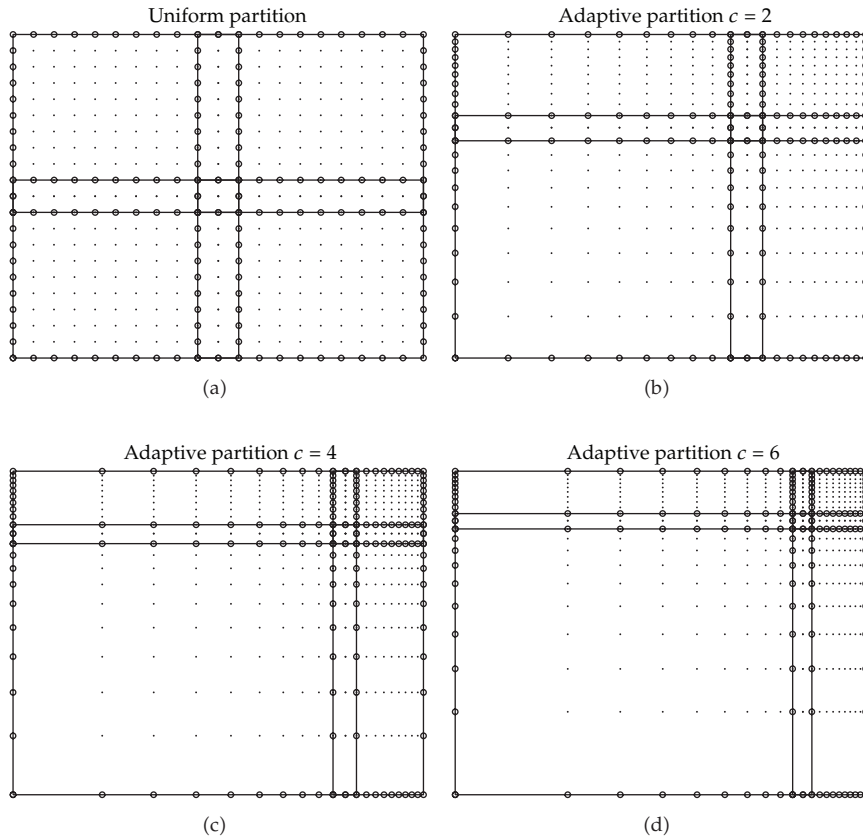 Uniform partition
Adaptive partition c = 2
(a)
(b)
Adaptive partition c = 4
Adaptive partition c = 6
(c)
(d)